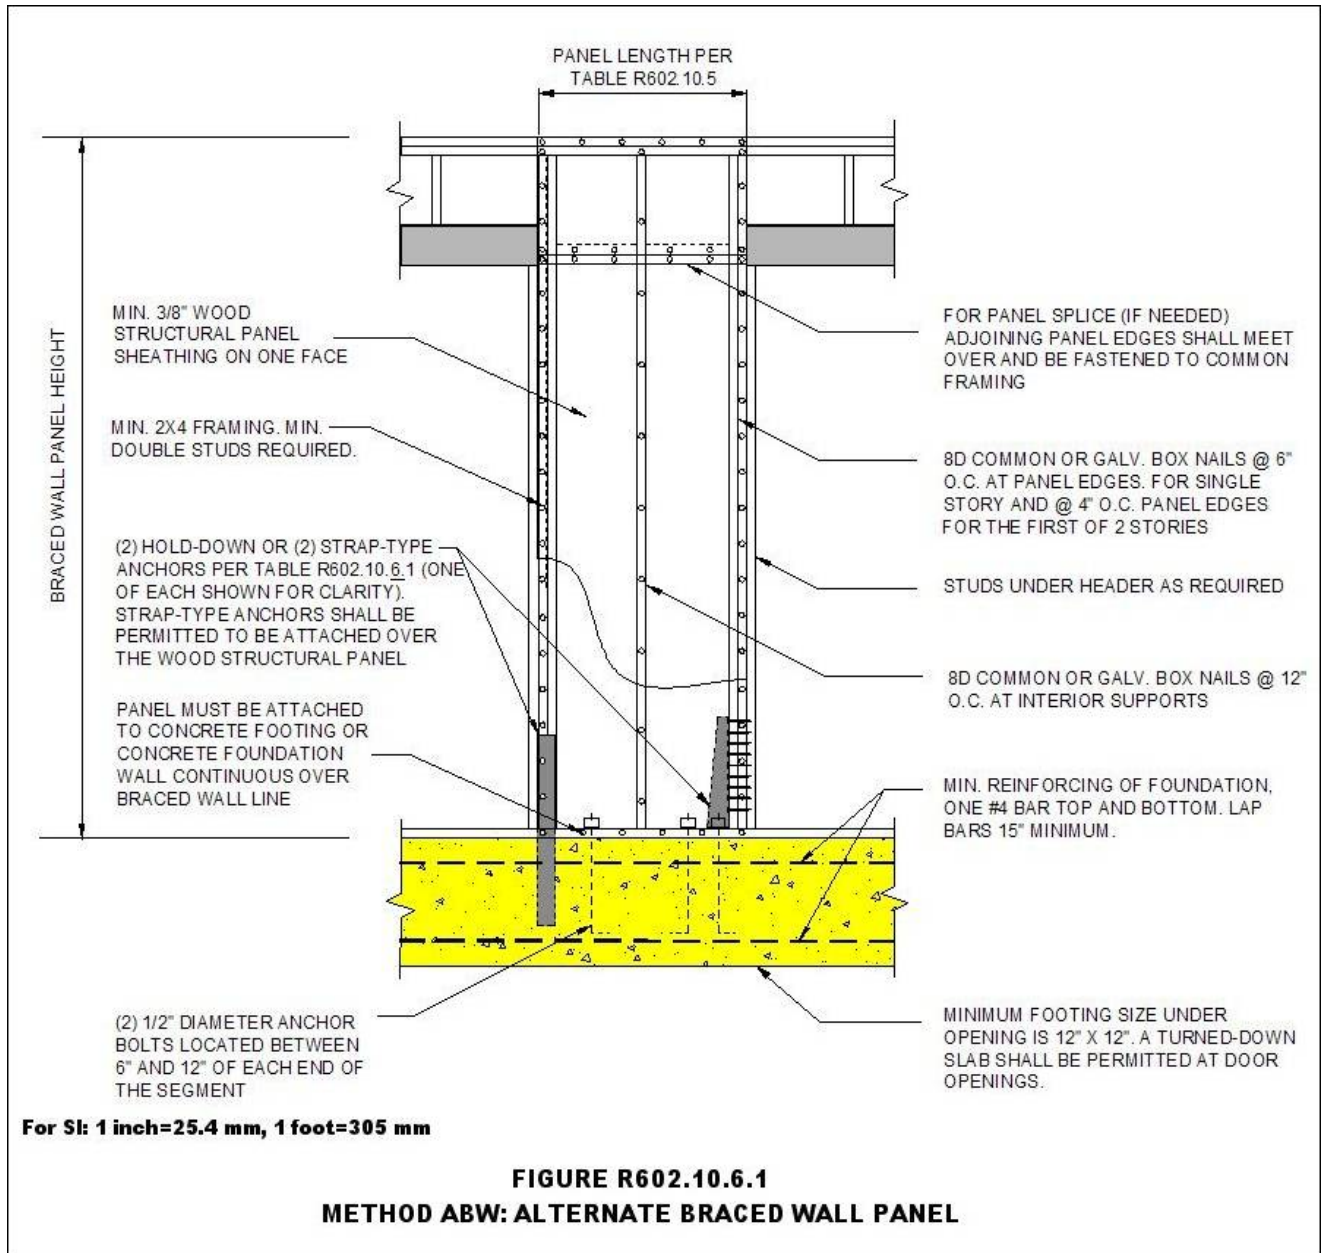 PANEL LENGTH PER
TABLE R602.10.5
BRACED WALL PANEL HEIGHT
MIN. 3/8" WOOD
STRUCTURAL PANEL
SHEATHING ON ONE FACE
MIN. 2X4 FRAMING. MIN.
DOUBLE STUDS REQUIRED.
(2) HOLD-DOWN OR (2) STRAP-TYPE
ANCHORS PER TABLE R602.10.6.1 (ONE
OF EACH SHOWN FOR CLARITY).
STRAP-TYPE ANCHORS SHALL BE
PERMITTED TO BE ATTACHED OVER
THE WOOD STRUCTURAL PANEL
PANEL MUST BE ATTACHED
TO CONCRETE FOOTING OR
CONCRETE FOUNDATION
WALL CONTINUOUS OVER
BRACED WALL LINE
(2) 1/2" DIAMETER ANCHOR
BOLTS LOCATED BETWEEN
6" AND 12" OF EACH END OF
THE SEGMENT
FOR PANEL SPLICE (IF NEEDED)
ADJOINING PANEL EDGES SHALL MEET
OVER AND BE FASTENED TO COMMON
FRAMING
8D COMMON OR GALV. BOX NAILS @ 6"
O.C. AT PANEL EDGES. FOR SINGLE
STORY AND @ 4" O.C. PANEL EDGES
FOR THE FIRST OF 2 STORIES
STUDS UNDER HEADER AS REQUIRED
8D COMMON OR GALV. BOX NAILS @ 12"
O.C. AT INTERIOR SUPPORTS
MIN. REINFORCING OF FOUNDATION,
ONE #4 BAR TOP AND BOTTOM. LAP
BARS 15" MINIMUM.
MINIMUM FOOTING SIZE UNDER
OPENING IS 12" X 12". A TURNED-DOWN
SLAB SHALL BE PERMITTED AT DOOR
OPENINGS.
For SI: 1 inch=25.4 mm, 1 foot=305 mm
FIGURE R602.10.6.1
METHOD ABW: ALTERNATE BRACED WALL PANEL